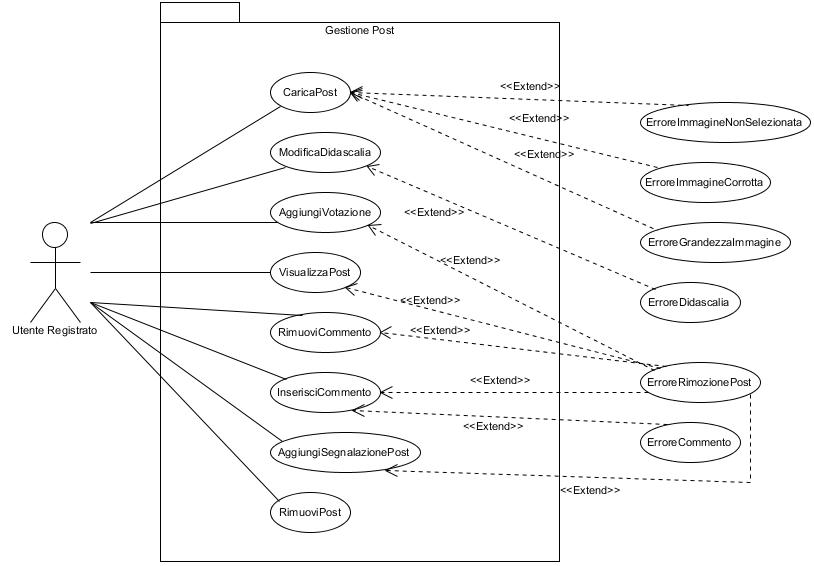 Gestione Post
CaricaPost
<<Extend>>
ErroreImmagineNonSelezionata
<<Extend>>
ModificaDidascalia
<<Extend>>
ErroreImmagineCorrotta
AggiungiVotazione
<<Extend>>
ErroreGrandezzaImmagine
<<Extend>>
VisualizzaPost
<<Extend>>
ErroreDidascalia
Utente Registrato
RimuoviCommento
<<Extend>>
InserisciCommento
<<Extend>>
ErroreRimozionePost
<<Extend>>
ErroreCommento
AggiungiSegnalazionePost
<<Extend>>
RimuoviPost